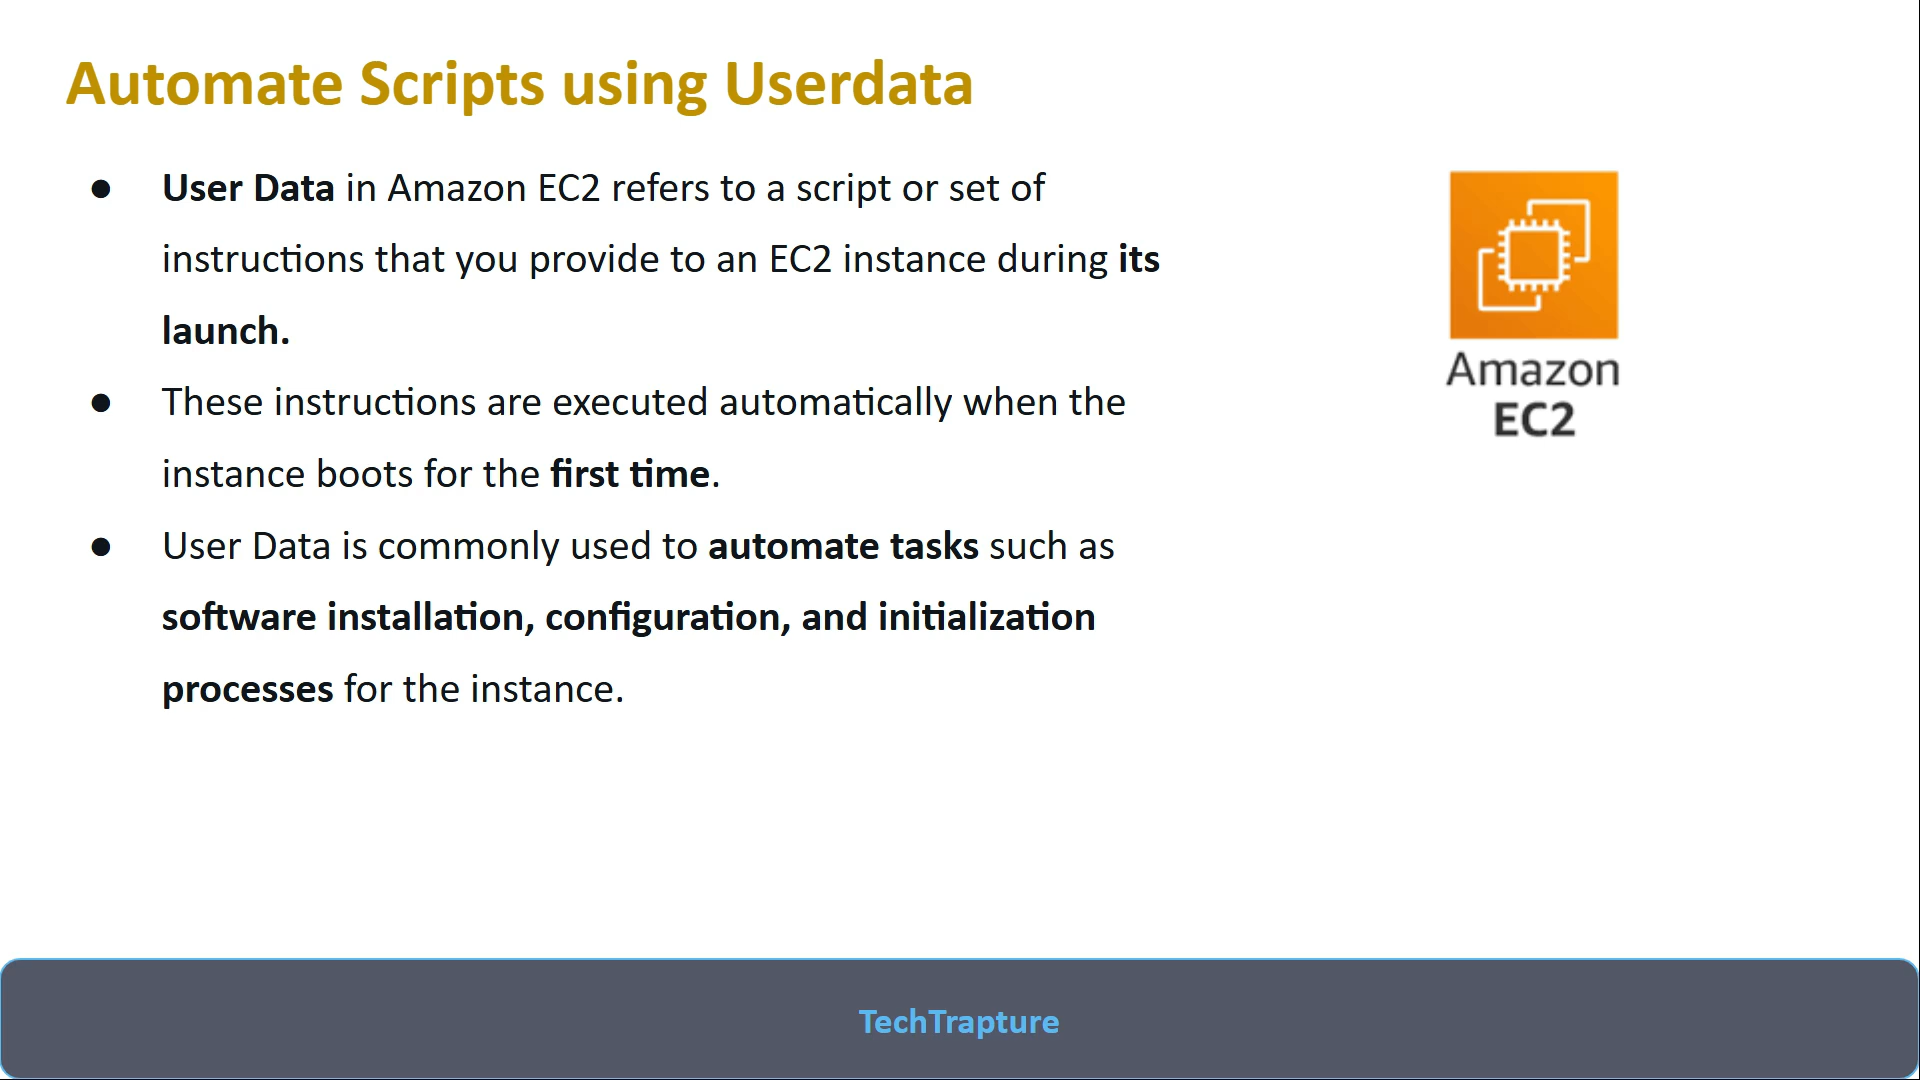 Automate Scripts using Userdata
● User Data in Amazon EC2 refers to a script or set of
instructions that you provide to an EC2 instance during its
launch.
● These instructions are executed automatically when the
instance boots for the first time.
● User Data is commonly used to automate tasks such as
software installation, configuration, and initialization
processes for the instance.
Amazon
EC2
TechTrapture